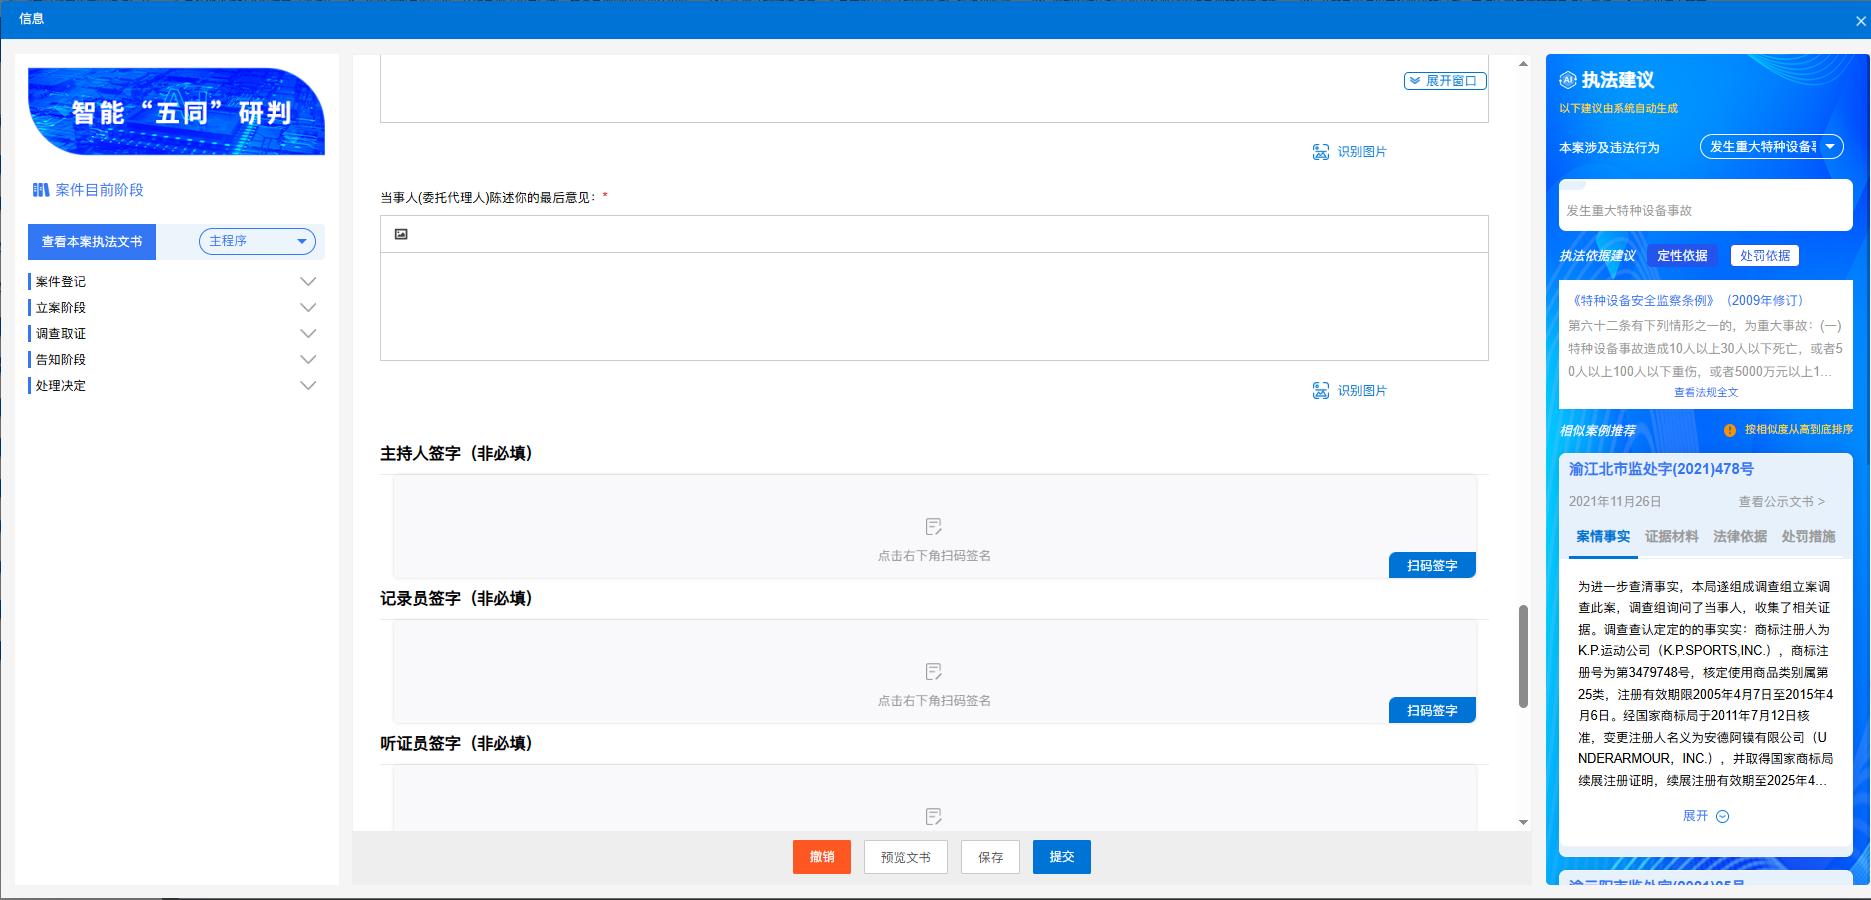 信息
智能“五同”研判
案件目前阶段
查看本案执法文书
主程序
案件登记
立案阶段
调查取证
告知阶段
处理决定
展开窗口
识别图片
当事人(委托代理人)陈述你的最后意见：*
识别图片
主持人签字（非必填）
点击右下角扫码签名
扫码签字
记录员签字（非必填）
点击右下角扫码签名
扫码签字
听证员签字（非必填）
撤销
预览文书
保存
提交
AI 执法建议
以下建议由系统自动生成
本案涉及违法行为
发生重大特种设备
发生重大特种设备事故
执法依据建议
定性依据
处罚依据
《特种设备安全监察条例》（2009年修订）
第六十二条有下列情形之一的，为重大事故：(一)
特种设备事故造成10人以上30人以下死亡，或者5
0人以上100人以下重伤，或者5000万元以上1...
查看法规全文
相似案例推荐
按相似度从高到底排序
渝江北市监处字(2021)478号
2021年11月26日
查看公示文书 >
案情事实
证据材料
法律依据
处罚措施
为进一步查清事实，本局遂组成调查组立案调
查此案，调查组询问了当事人，收集了相关证
据。调查查认定定的的事实实：商标注册人为
K.P.运动公司（K.P.SPORTS,INC.），商标注
册号为第3479748号，核定使用商品类别属第
25类，注册有效期限2005年4月7日至2015年4
月6日。经国家商标局于2011年7月12日核
准，变更注册人名义为安德阿镆有限公司（U
NDERARMOUR，INC.），并取得国家商标局
续展注册证明，续展注册有效期至2025年4...
展开